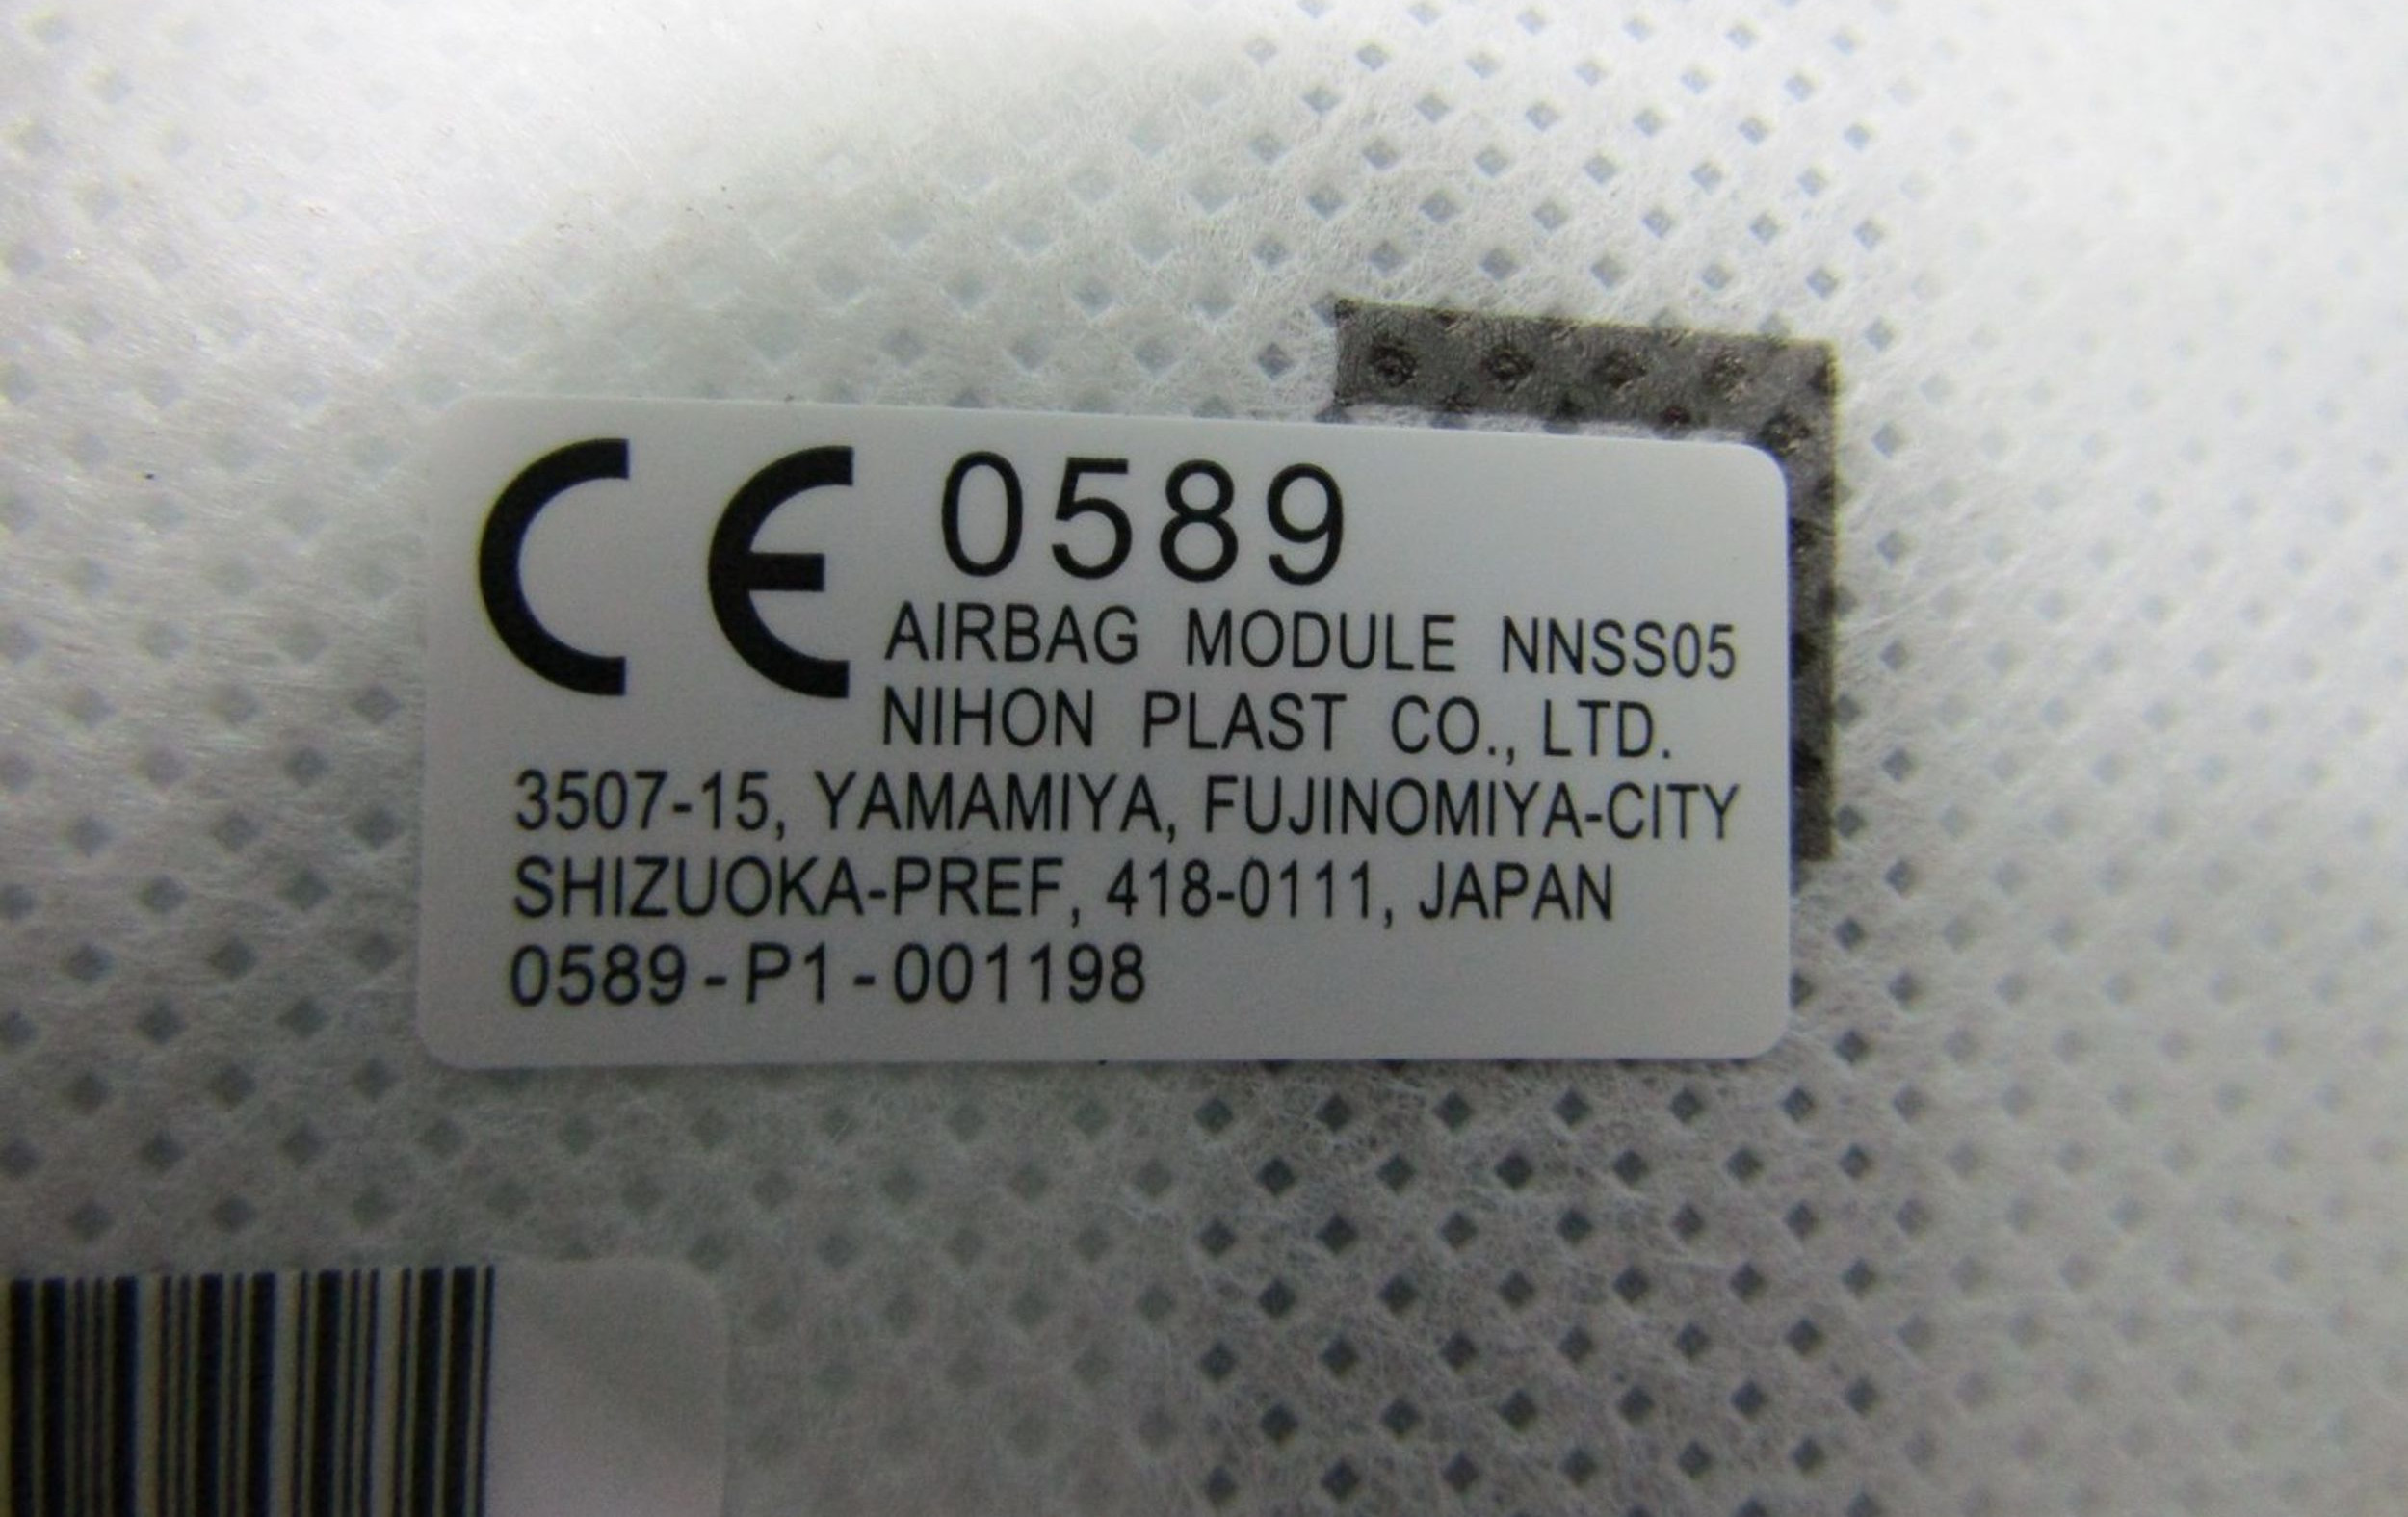 CE 0589
AIRBAG MODULE NNSS05
NIHON PLAST CO., LTD.
3507-15, YAMAMIYA, FUJINOMIYA-CITY
SHIZUOKA-PREF, 418-0111, JAPAN
0589-P1-001198